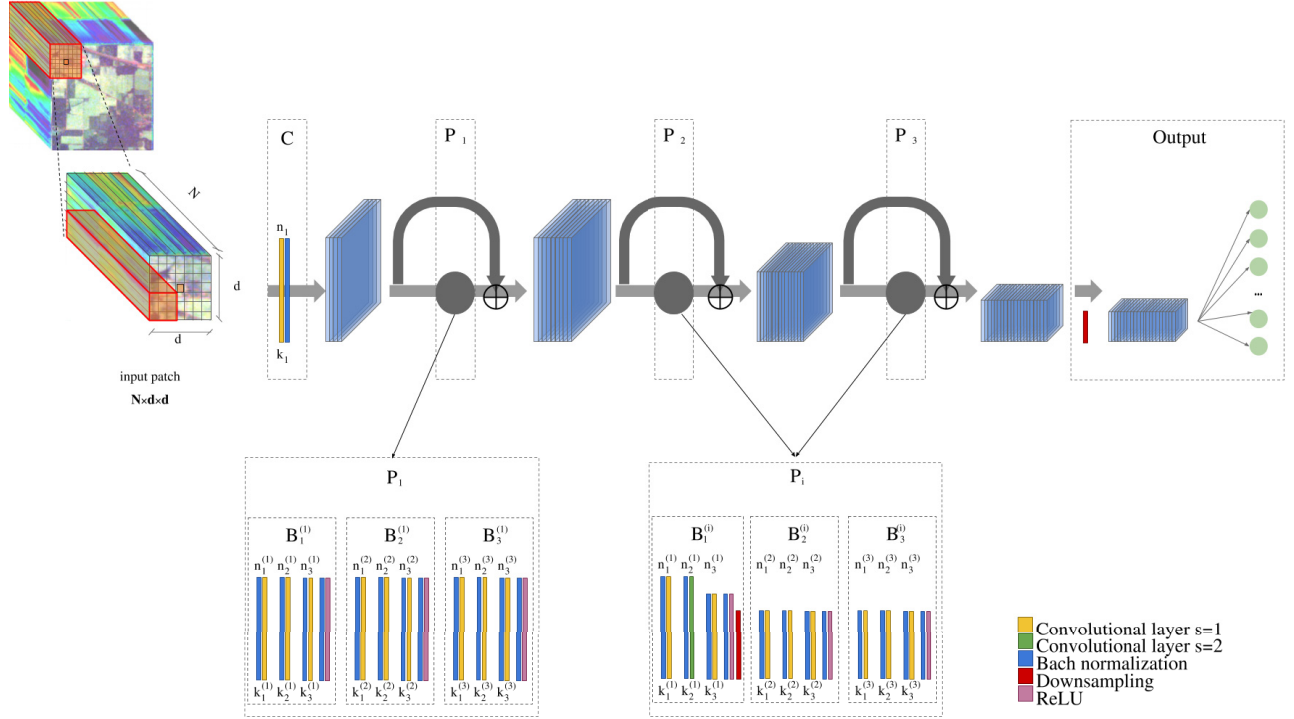 C
P 1
P 2
P 3
Output
N
n1
d
d
k1
input patch
N×d×d
...
P1
B1(1) B2(1) B3(1)
n1(1) n2(1) n3(1) n1(2) n2(2) n3(2) n1(3) n2(3) n3(3)
k1(1) k2(1) k3(1) k1(2) k2(2) k3(2) k1(3) k2(3) k3(3)
Pi
B1(i) B2(i) B3(i)
n1(1) n2(1) n3(1) n1(2) n2(2) n3(2) n1(3) n2(3) n3(3)
k1(1) k2(1) k3(1) k1(2) k2(2) k3(2) k1(3) k2(3) k3(3)
Convolutional layer s=1
Convolutional layer s=2
Bach normalization
Downsampling
ReLU